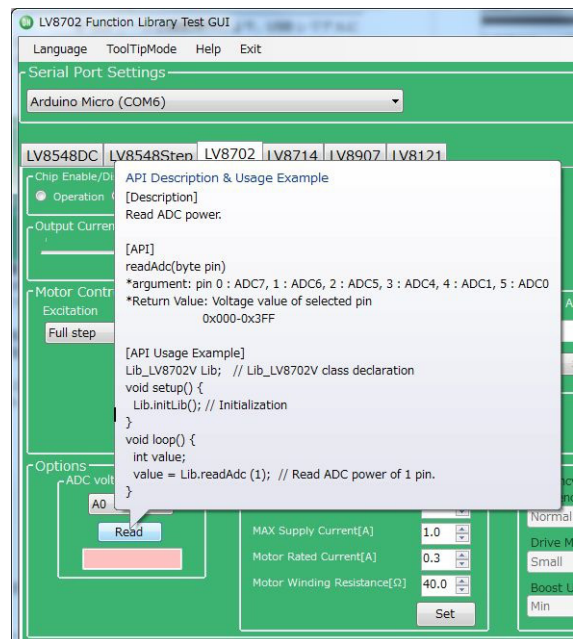 LV8702 Function Library Test GUI
Language ToolTipMode Help Exit
Serial Port Settings
Arduino Micro (COM6)
LV8548DC LV8548Step LV8702 LV8714 LV8907 LV8121
Chip Enable/Di
Operation
Output Curren
Motor Contr
Excitation
Full step
API Description & Usage Example
[Description]
Read ADC power.
[API]
readAdc(byte pin)
*argument: pin 0 : ADC7, 1 : ADC6, 2 : ADC5, 3 : ADC4, 4 : ADC1, 5 : ADC0
*Return Value: Voltage value of selected pin
0x000-0x3FF
[API Usage Example]
Lib_LV8702V Lib; // Lib_LV8702V class declaration
void setup() {
Lib.initLib(); // Initialization
}
void loop() {
int value;
value = Lib.readAdc (1); // Read ADC power of 1 pin.
}
Options
ADC volt
A0
Read
MAX Supply Current[A] 1.0
Motor Rated Current[A] 0.3
Motor Winding Resistance[Ω] 40.0
Set
Normal
Drive M
Small
Boost U
Min